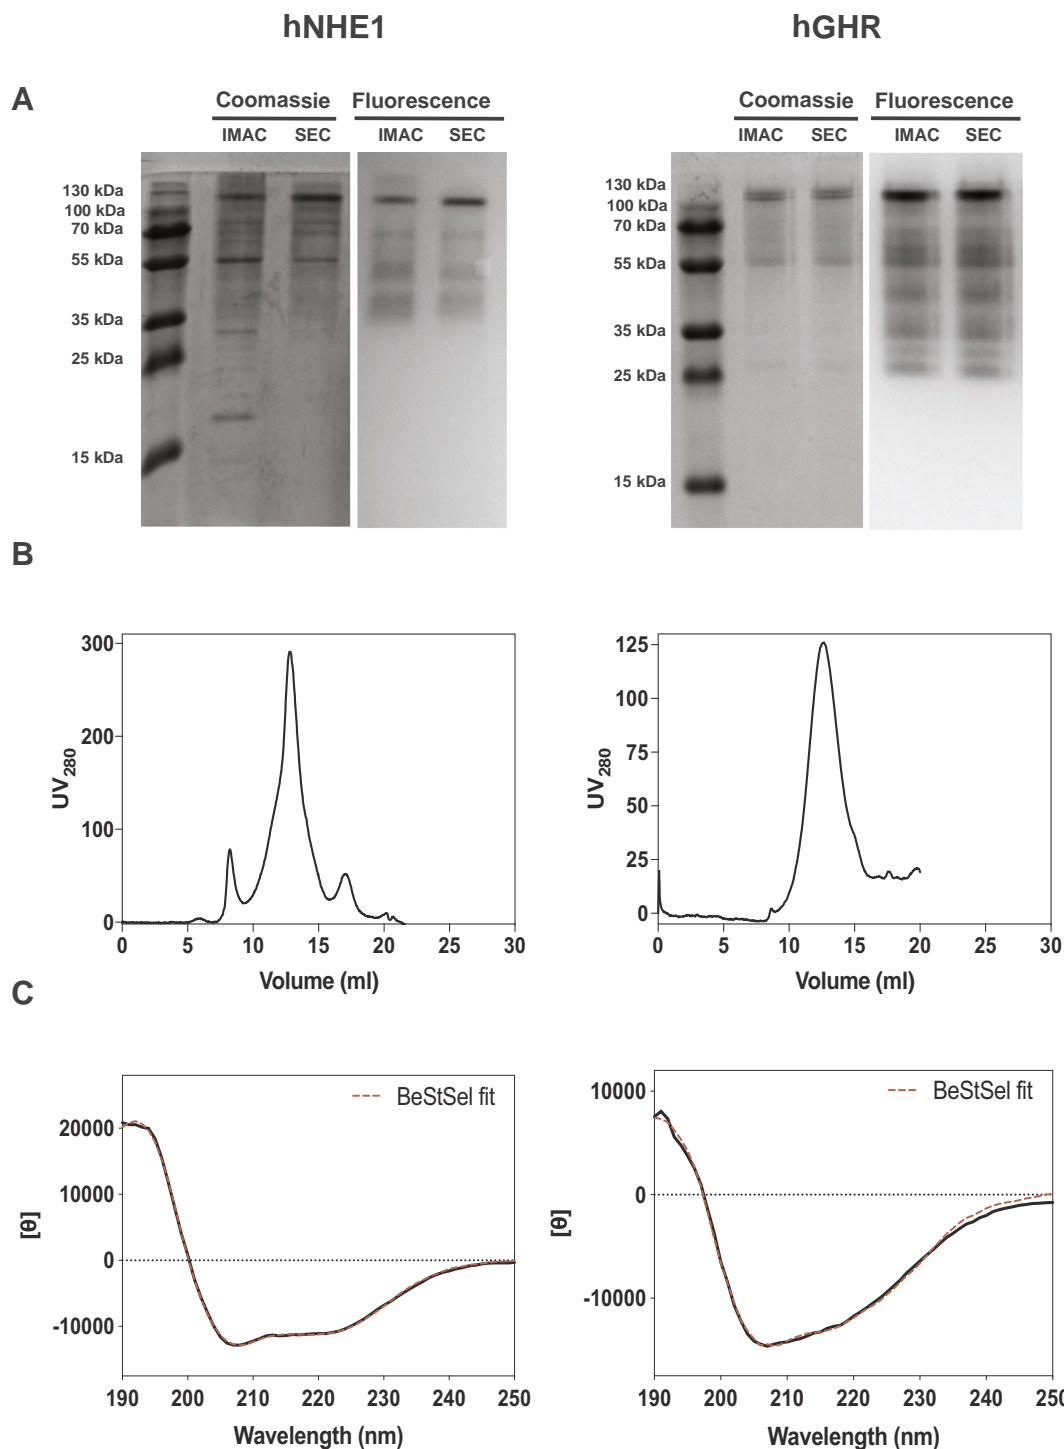 hNHE1 hGHR
A
Coomassie Fluorescence Coomassie Fluorescence
IMAC SEC IMAC SEC IMAC SEC IMAC SEC
130 kDa
100 kDa
70 kDa
55 kDa
35 kDa
25 kDa
15 kDa
130 kDa
100 kDa
70 kDa
55 kDa
35 kDa
25 kDa
15 kDa
B
300
200
100
0
UV280
0 5 10 15 20 25 30
Volume (ml)
125
100
75
50
25
0
UV280
0 5 10 15 20 25 30
Volume (ml)
C
BeStSel fit
20000
10000
0
-10000
[θ]
190 200 210 220 230 240 250
Wavelength (nm)
BeStSel fit
10000
0
-10000
[θ]
190 200 210 220 230 240 250
Wavelength (nm)